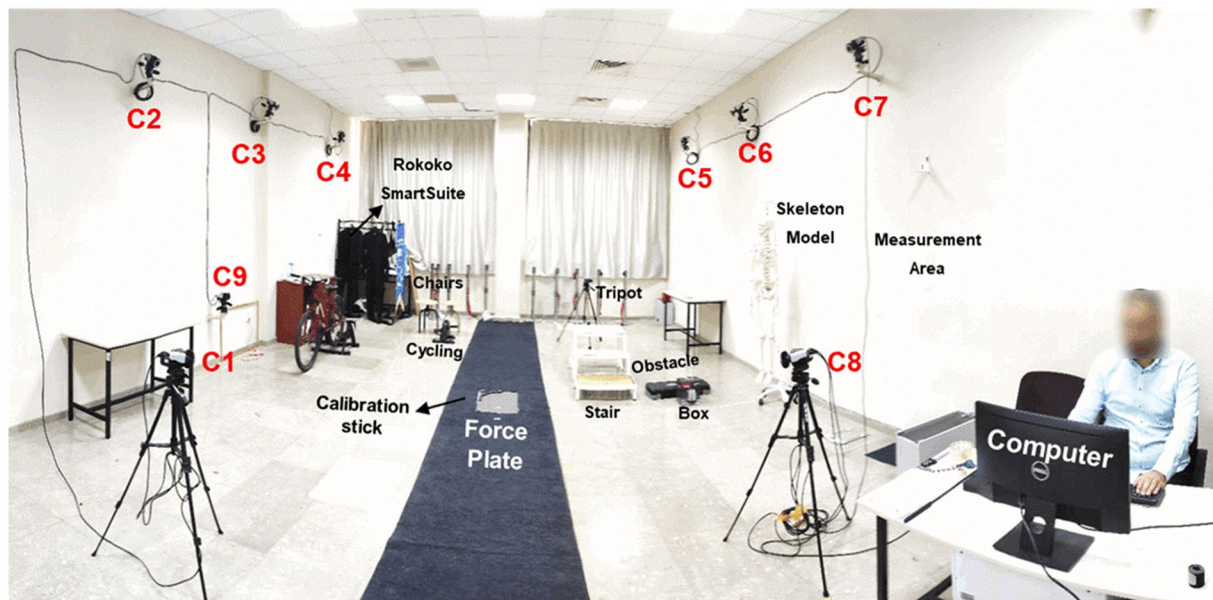 C7
C2
C6
C3
C4
Rokoko
SmartSuite
C5
Skeleton
Model
Measurement
Area
C9
Chairs
Tripot
Cycling
C1
Obstacle
C8
Calibration
stick
Stair
Box
Force
Plate
Computer